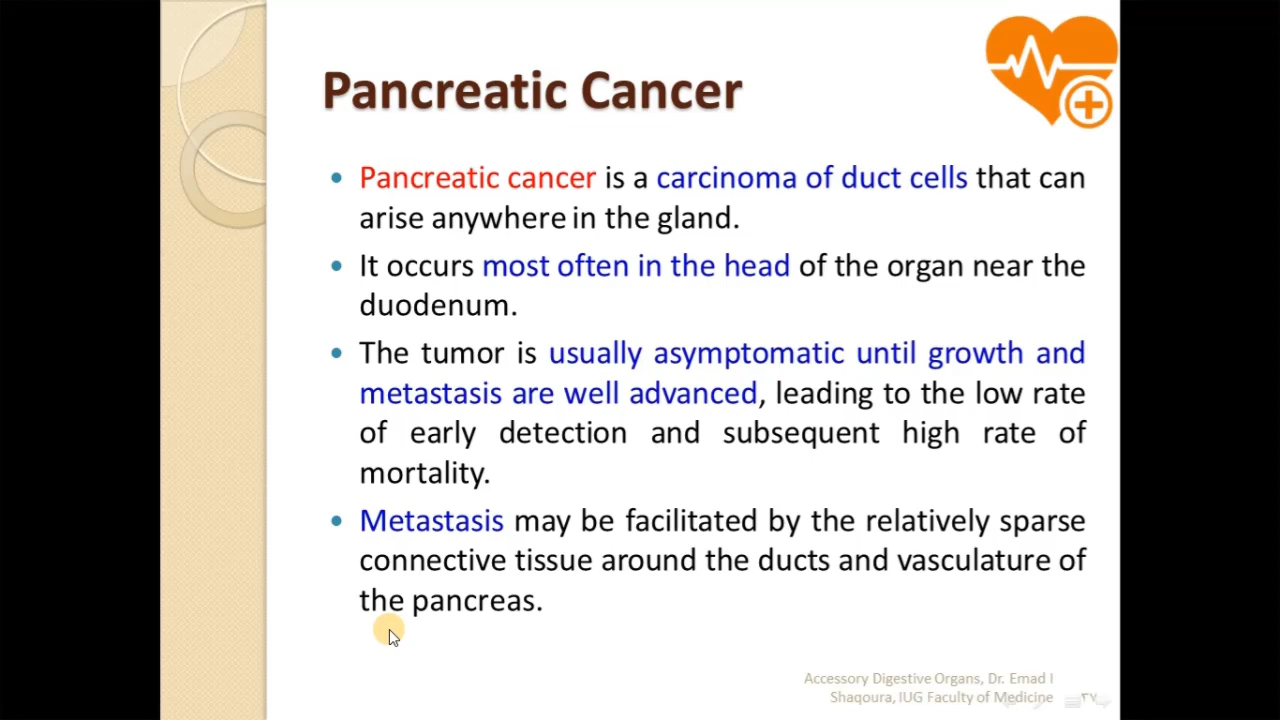 Pancreatic Cancer
• Pancreatic cancer is a carcinoma of duct cells that can
arise anywhere in the gland.
• It occurs most often in the head of the organ near the
duodenum.
• The tumor is usually asymptomatic until growth and
metastasis are well advanced, leading to the low rate
of early detection and subsequent high rate of
mortality.
• Metastasis may be facilitated by the relatively sparse
connective tissue around the ducts and vasculature of
the pancreas.
Accessory Digestive Organs, Dr. Emad I
Shaqoura, IUG Faculty of Medicine
٣٧